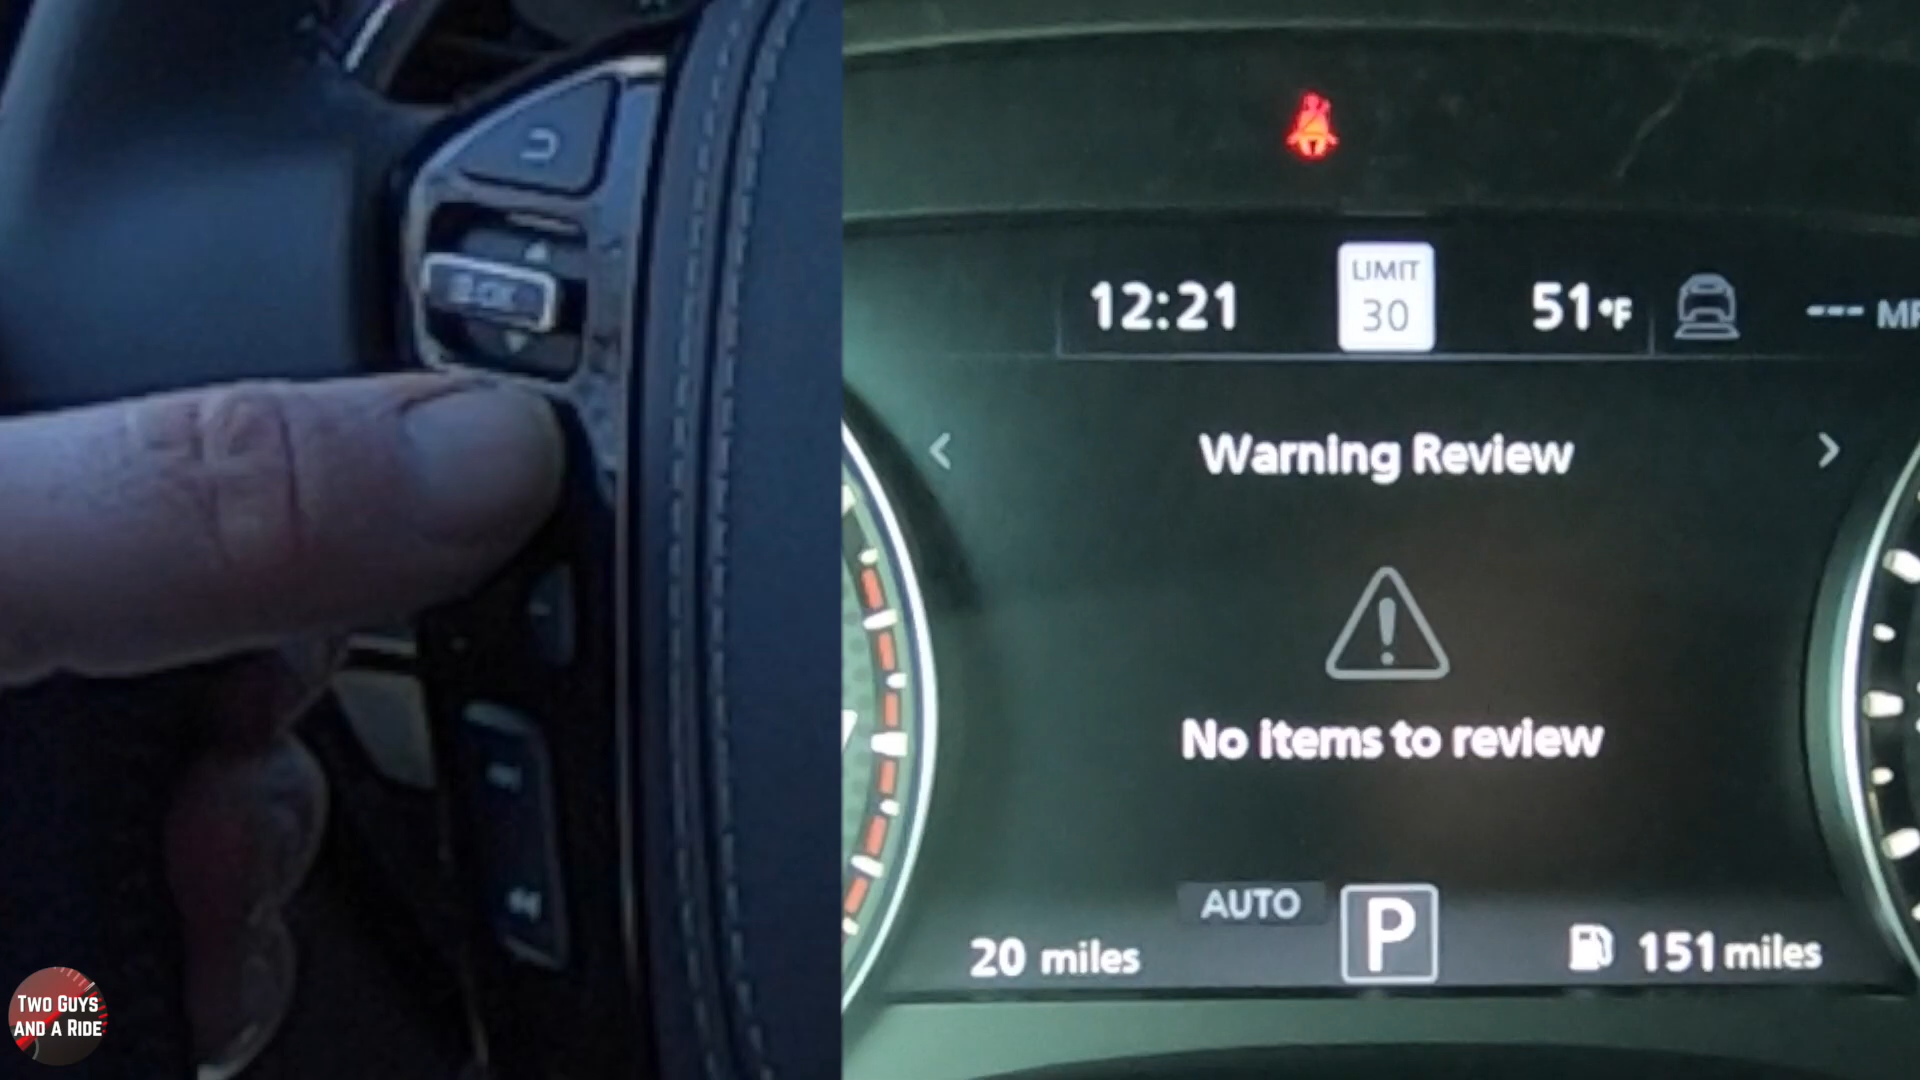 12:21
LIMIT
30
51°F
---
Warning Review
No items to review
AUTO
P
20 miles
151 miles
TWO GUYS
AND A RIDE